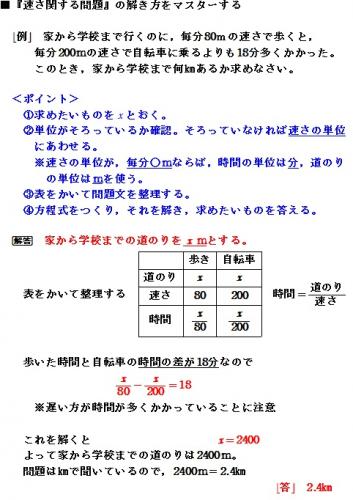 ■『速さ関する問題』の解き方をマスターする
[例] 家から学校まで行くのに,毎分80mの速さで歩くと,
毎分200mの速さで自転車に乗るよりも18分多くかかった。
このとき,家から学校まで何㎞あるか求めなさい。
＜ポイント＞
①求めたいものをxとおく。
②単位がそろっているか確認。そろっていなければ速さの単位
にあわせる。
※速さの単位が,毎分〇mならば,時間の単位は分,道のり
の単位はmを使う。
③表をかいて問題文を整理する。
④方程式をつくり,それを解き,求めたいものを答える。
解答 家から学校までの道のりをx mとする。
歩き 自転車
道のり x x
表をかいて整理する 速さ 80 200 時間=道のり/速さ
時間 x/80 x/200
歩いた時間と自転車の時間の差が18分なので
x/80-x/200=18
※遅い方が時間が多くかかっていることに注意
これを解くと x=2400
よって家から学校までの道のりは2400m。
問題は㎞で聞いているので,2400m=2.4㎞
[答] 2.4㎞